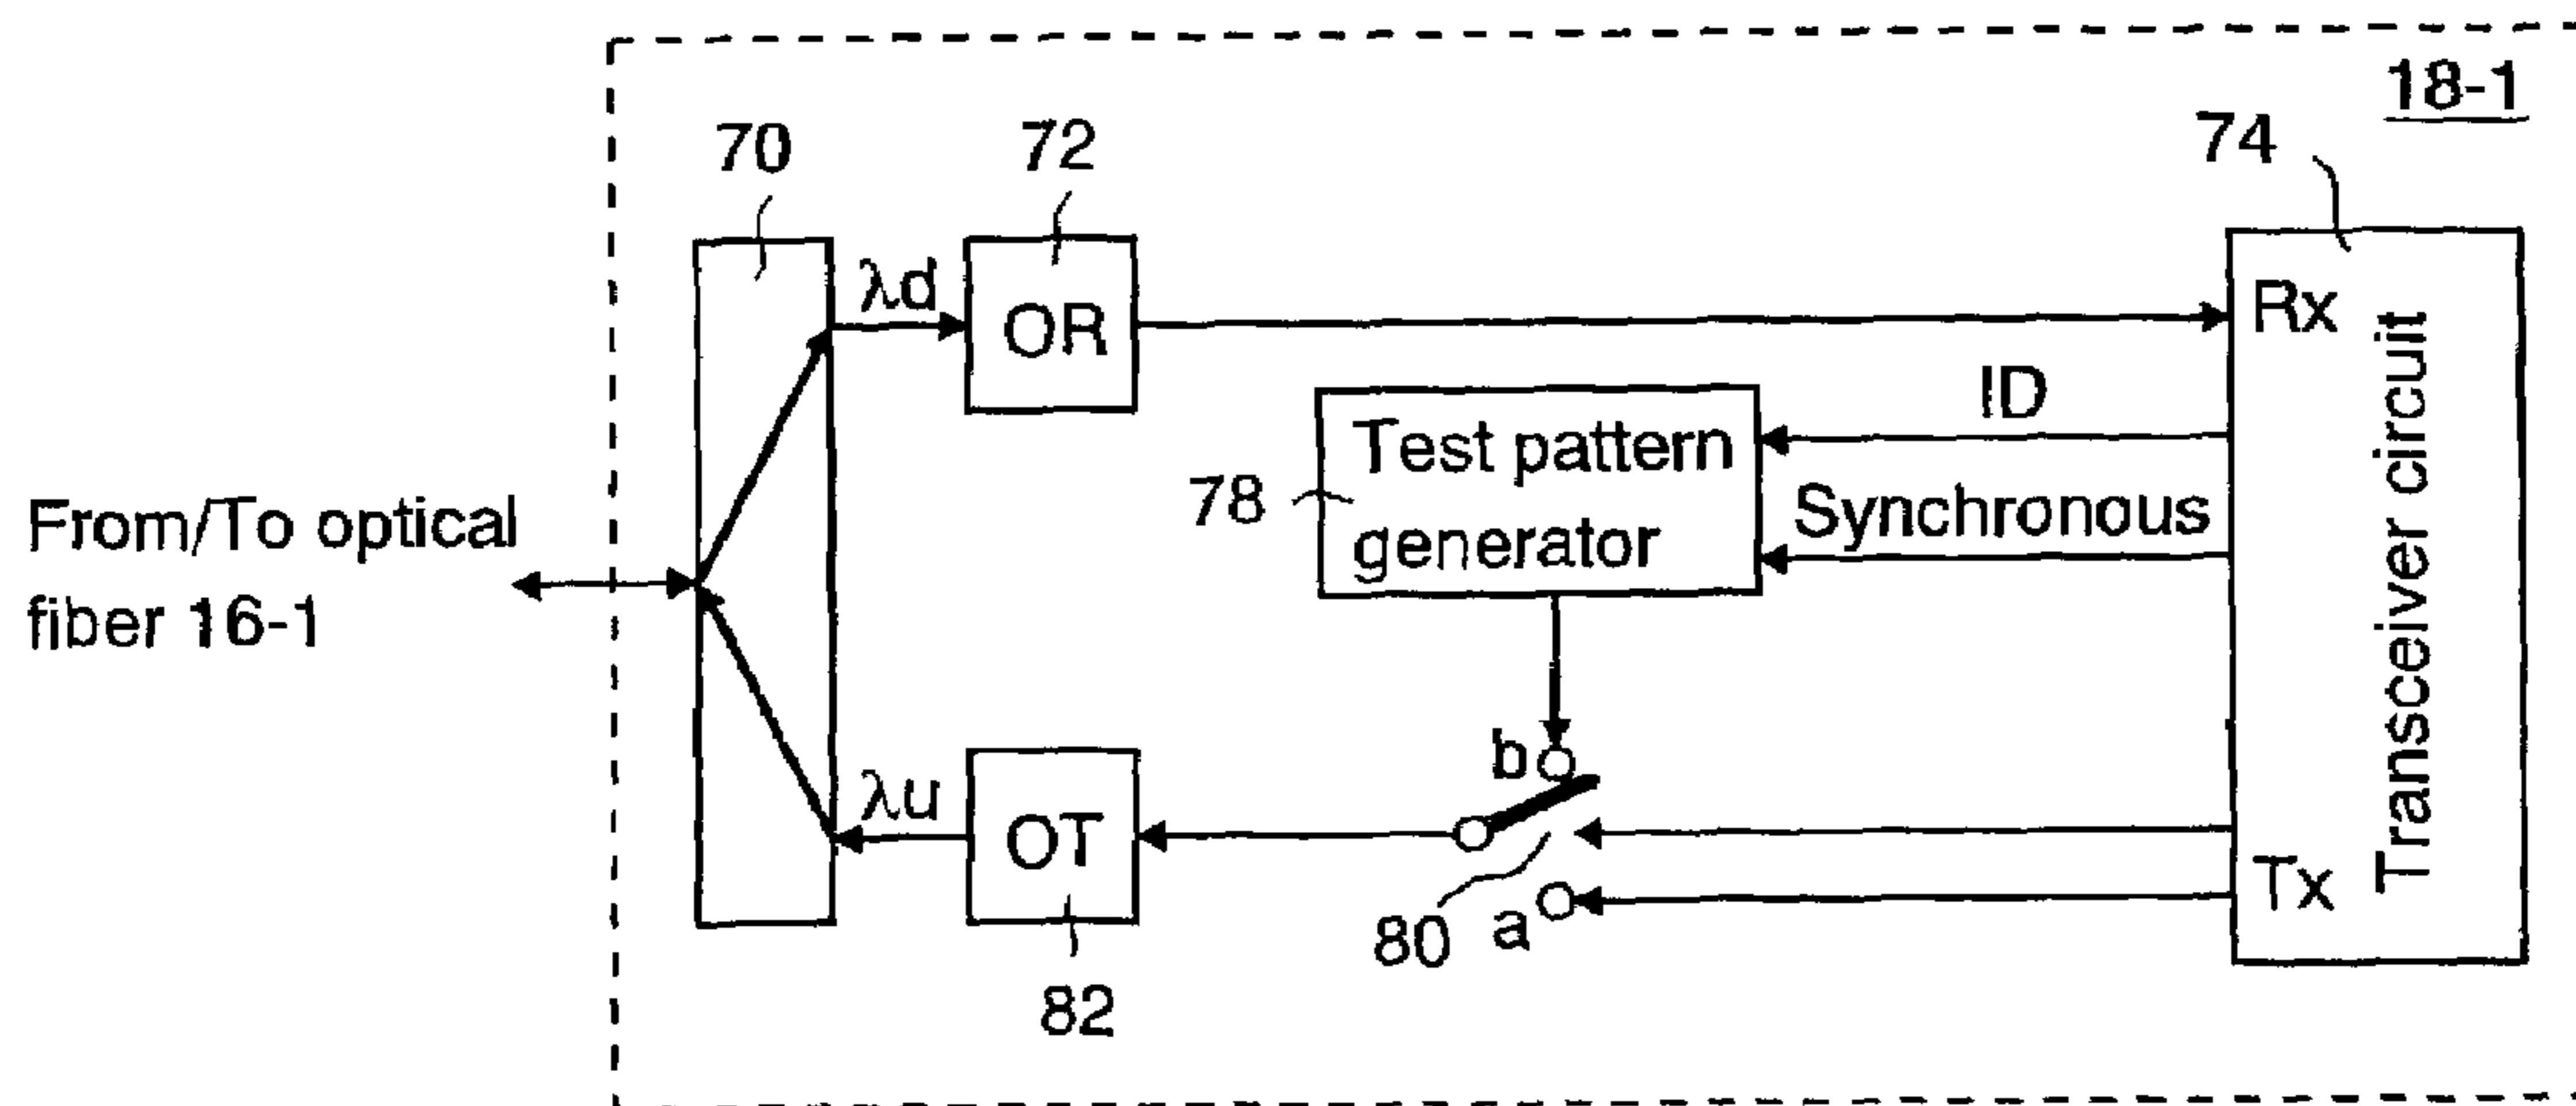 18-1
70
72
74
λd
OR
Rx
ID
Test pattern
generator
78
Synchronous
Transceiver circuit
From/To optical
fiber 16-1
b
λu
OT
80
a
Tx
82